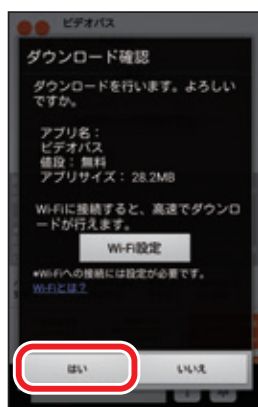 ビデオパス
ダウンロード確認
ダウンロードを行います。よろしい
ですか。
アプリ名：
ビデオパス
値段：無料
アプリサイズ：28.2MB
Wi-Fiに接続すると、高速でダウンロ
ードが行えます。
Wi-Fi設定
*Wi-Fiへの接続には設定が必要です。
Wi-Fiとは？
はい
いいえ